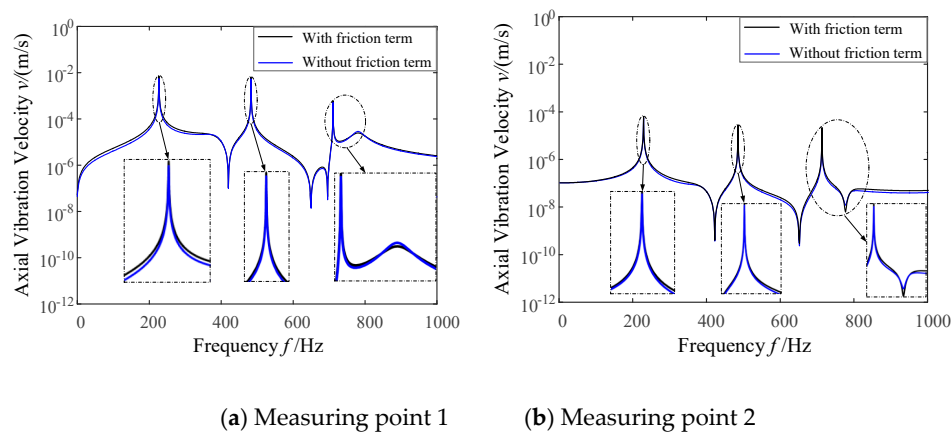 With friction term
Without friction term
Axial Vibration Velocity v/(m/s)
10^0
10^-2
10^-4
10^-6
10^-8
10^-10
10^-12
0 200 400 600 800 1000
Frequency f /Hz
(a) Measuring point 1
With friction term
Without friction term
Axial Vibration Velocity v/(m/s)
10^0
10^-2
10^-4
10^-6
10^-8
10^-10
10^-12
0 200 400 600 800 1000
Frequency f /Hz
(b) Measuring point 2